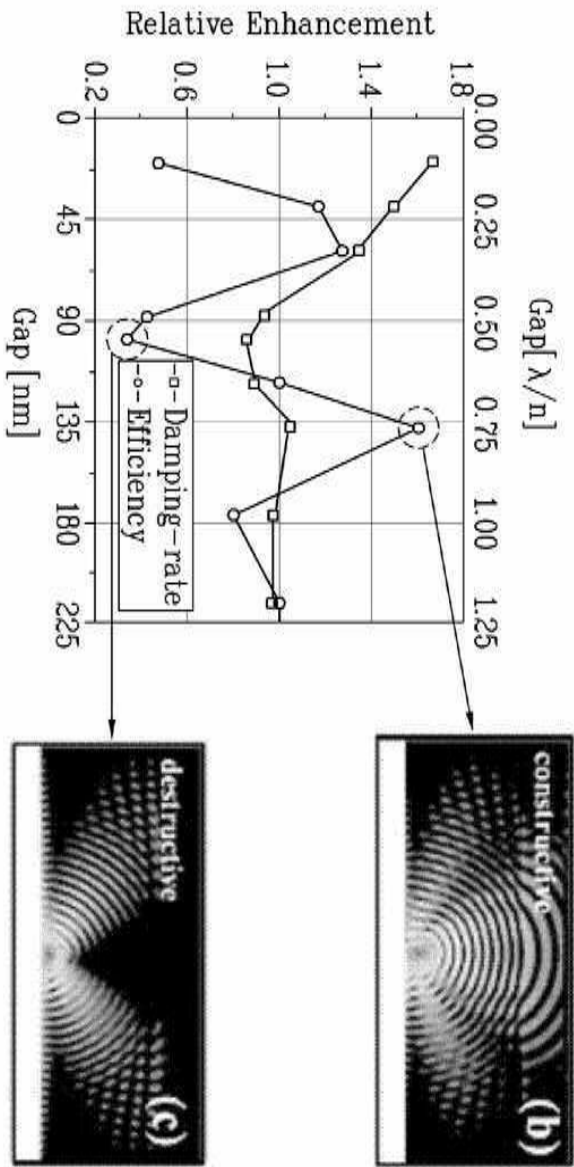 Gap[λ/n]
0.00 0.25 0.50 0.75 1.00 1.25
Relative Enhancement
1.8
1.4
1.0
0.6
0.2
-□- Damping-rate
-○- Efficiency
0 45 90 135 180 225
Gap [nm]
constructive
(b)
destructive
(c)